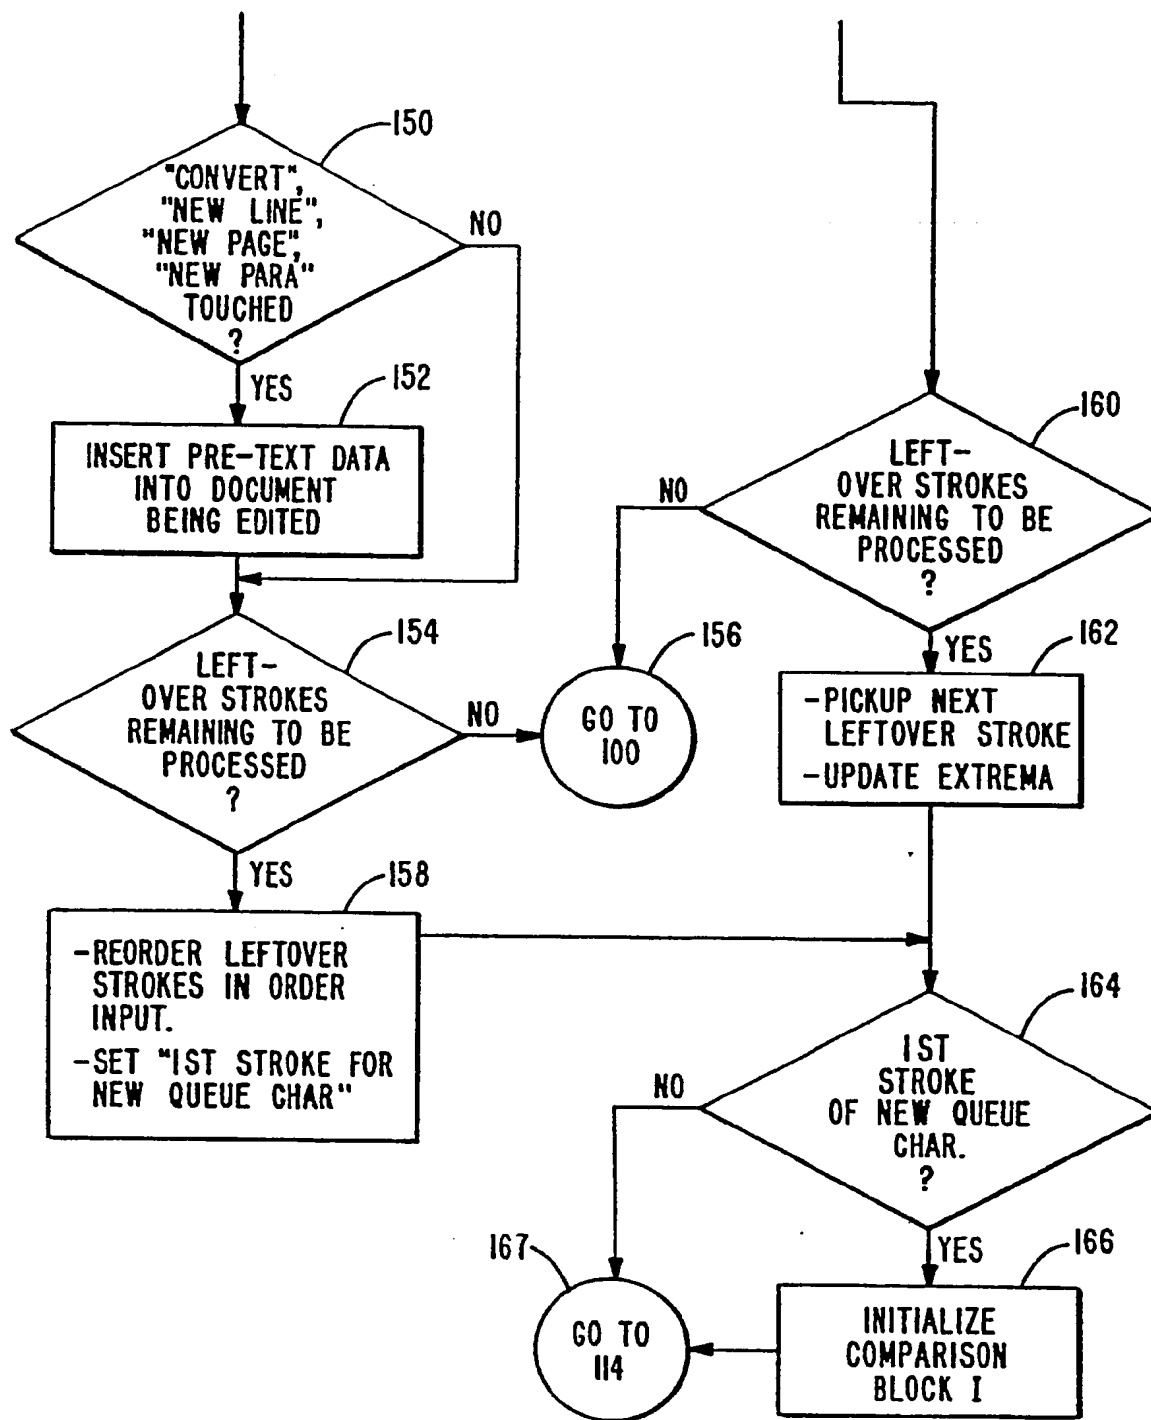 150
"CONVERT",
"NEW LINE",
"NEW PAGE",
"NEW PARA"
TOUCHED
?
NO
YES
152
INSERT PRE-TEXT DATA
INTO DOCUMENT
BEING EDITED
154
LEFT-
OVER STROKES
REMAINING TO BE
PROCESSED
?
NO
YES
156
GO TO
100
158
-REORDER LEFTOVER
STROKES IN ORDER
INPUT.
-SET "1ST STROKE FOR
NEW QUEUE CHAR"
160
LEFT-
OVER STROKES
REMAINING TO BE
PROCESSED
?
NO
YES
162
-PICKUP NEXT
LEFTOVER STROKE
-UPDATE EXTREMA
164
1ST
STROKE
OF NEW QUEUE
CHAR.
?
NO
YES
166
INITIALIZE
COMPARISON
BLOCK I
167
GO TO
114